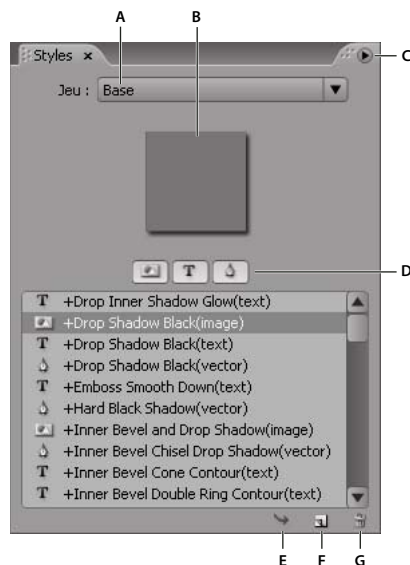 A
B
Styles x
C
Jeu : Base
D
T
T +Drop Inner Shadow Glow(text)
+Drop Shadow Black(image)
T +Drop Shadow Black(text)
+Drop Shadow Black(vector)
T +Emboss Smooth Down(text)
+Hard Black Shadow(vector)
+Inner Bevel and Drop Shadow(image)
+Inner Bevel Chisel Drop Shadow(vector)
T +Inner Bevel Cone Contour(text)
T +Inner Bevel Double Ring Contour(text)
E F G